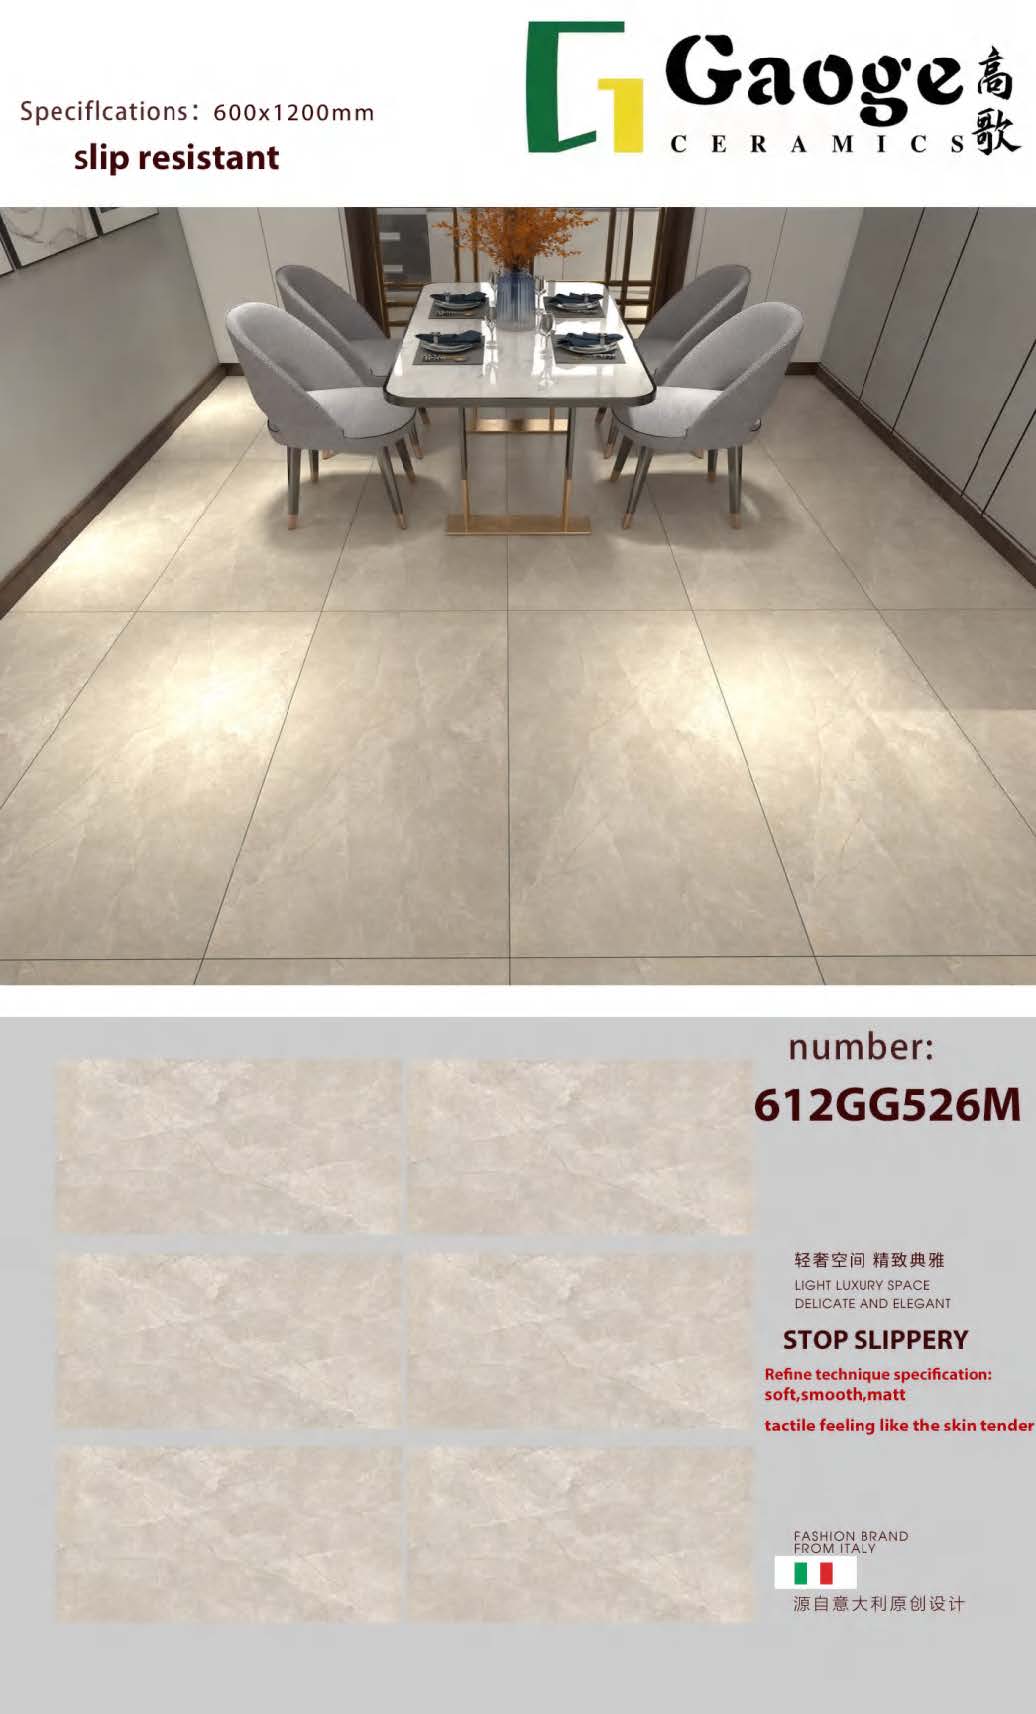 Gaoge
CERAMICS
高歌
Speciflcations：600x1200mm
slip resistant
number:
612GG526M
轻奢空间 精致典雅
LIGHT LUXURY SPACE
DELICATE AND ELEGANT
STOP SLIPPERY
Refine technique specification:
soft,smooth,matt
tactile feeling like the skin tender
FASHION BRAND
FROM ITALY
源自意大利原创设计